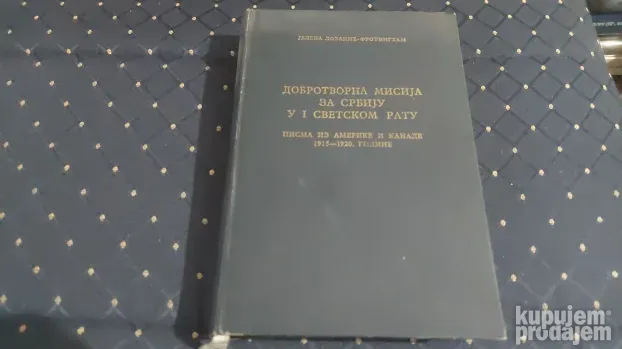 ЈЕЛЕНА ЛОЗАНИЋ-ФРОТИНГХАМ
ДОБРОТВОРНА МИСИЈА
ЗА СРБИЈУ
У I СВЕТСКОМ РАТУ
ПИСМА ИЗ АМЕРИКЕ И КАНАДЕ
1915—1920. ГОДИНЕ
kupujem
prodajem